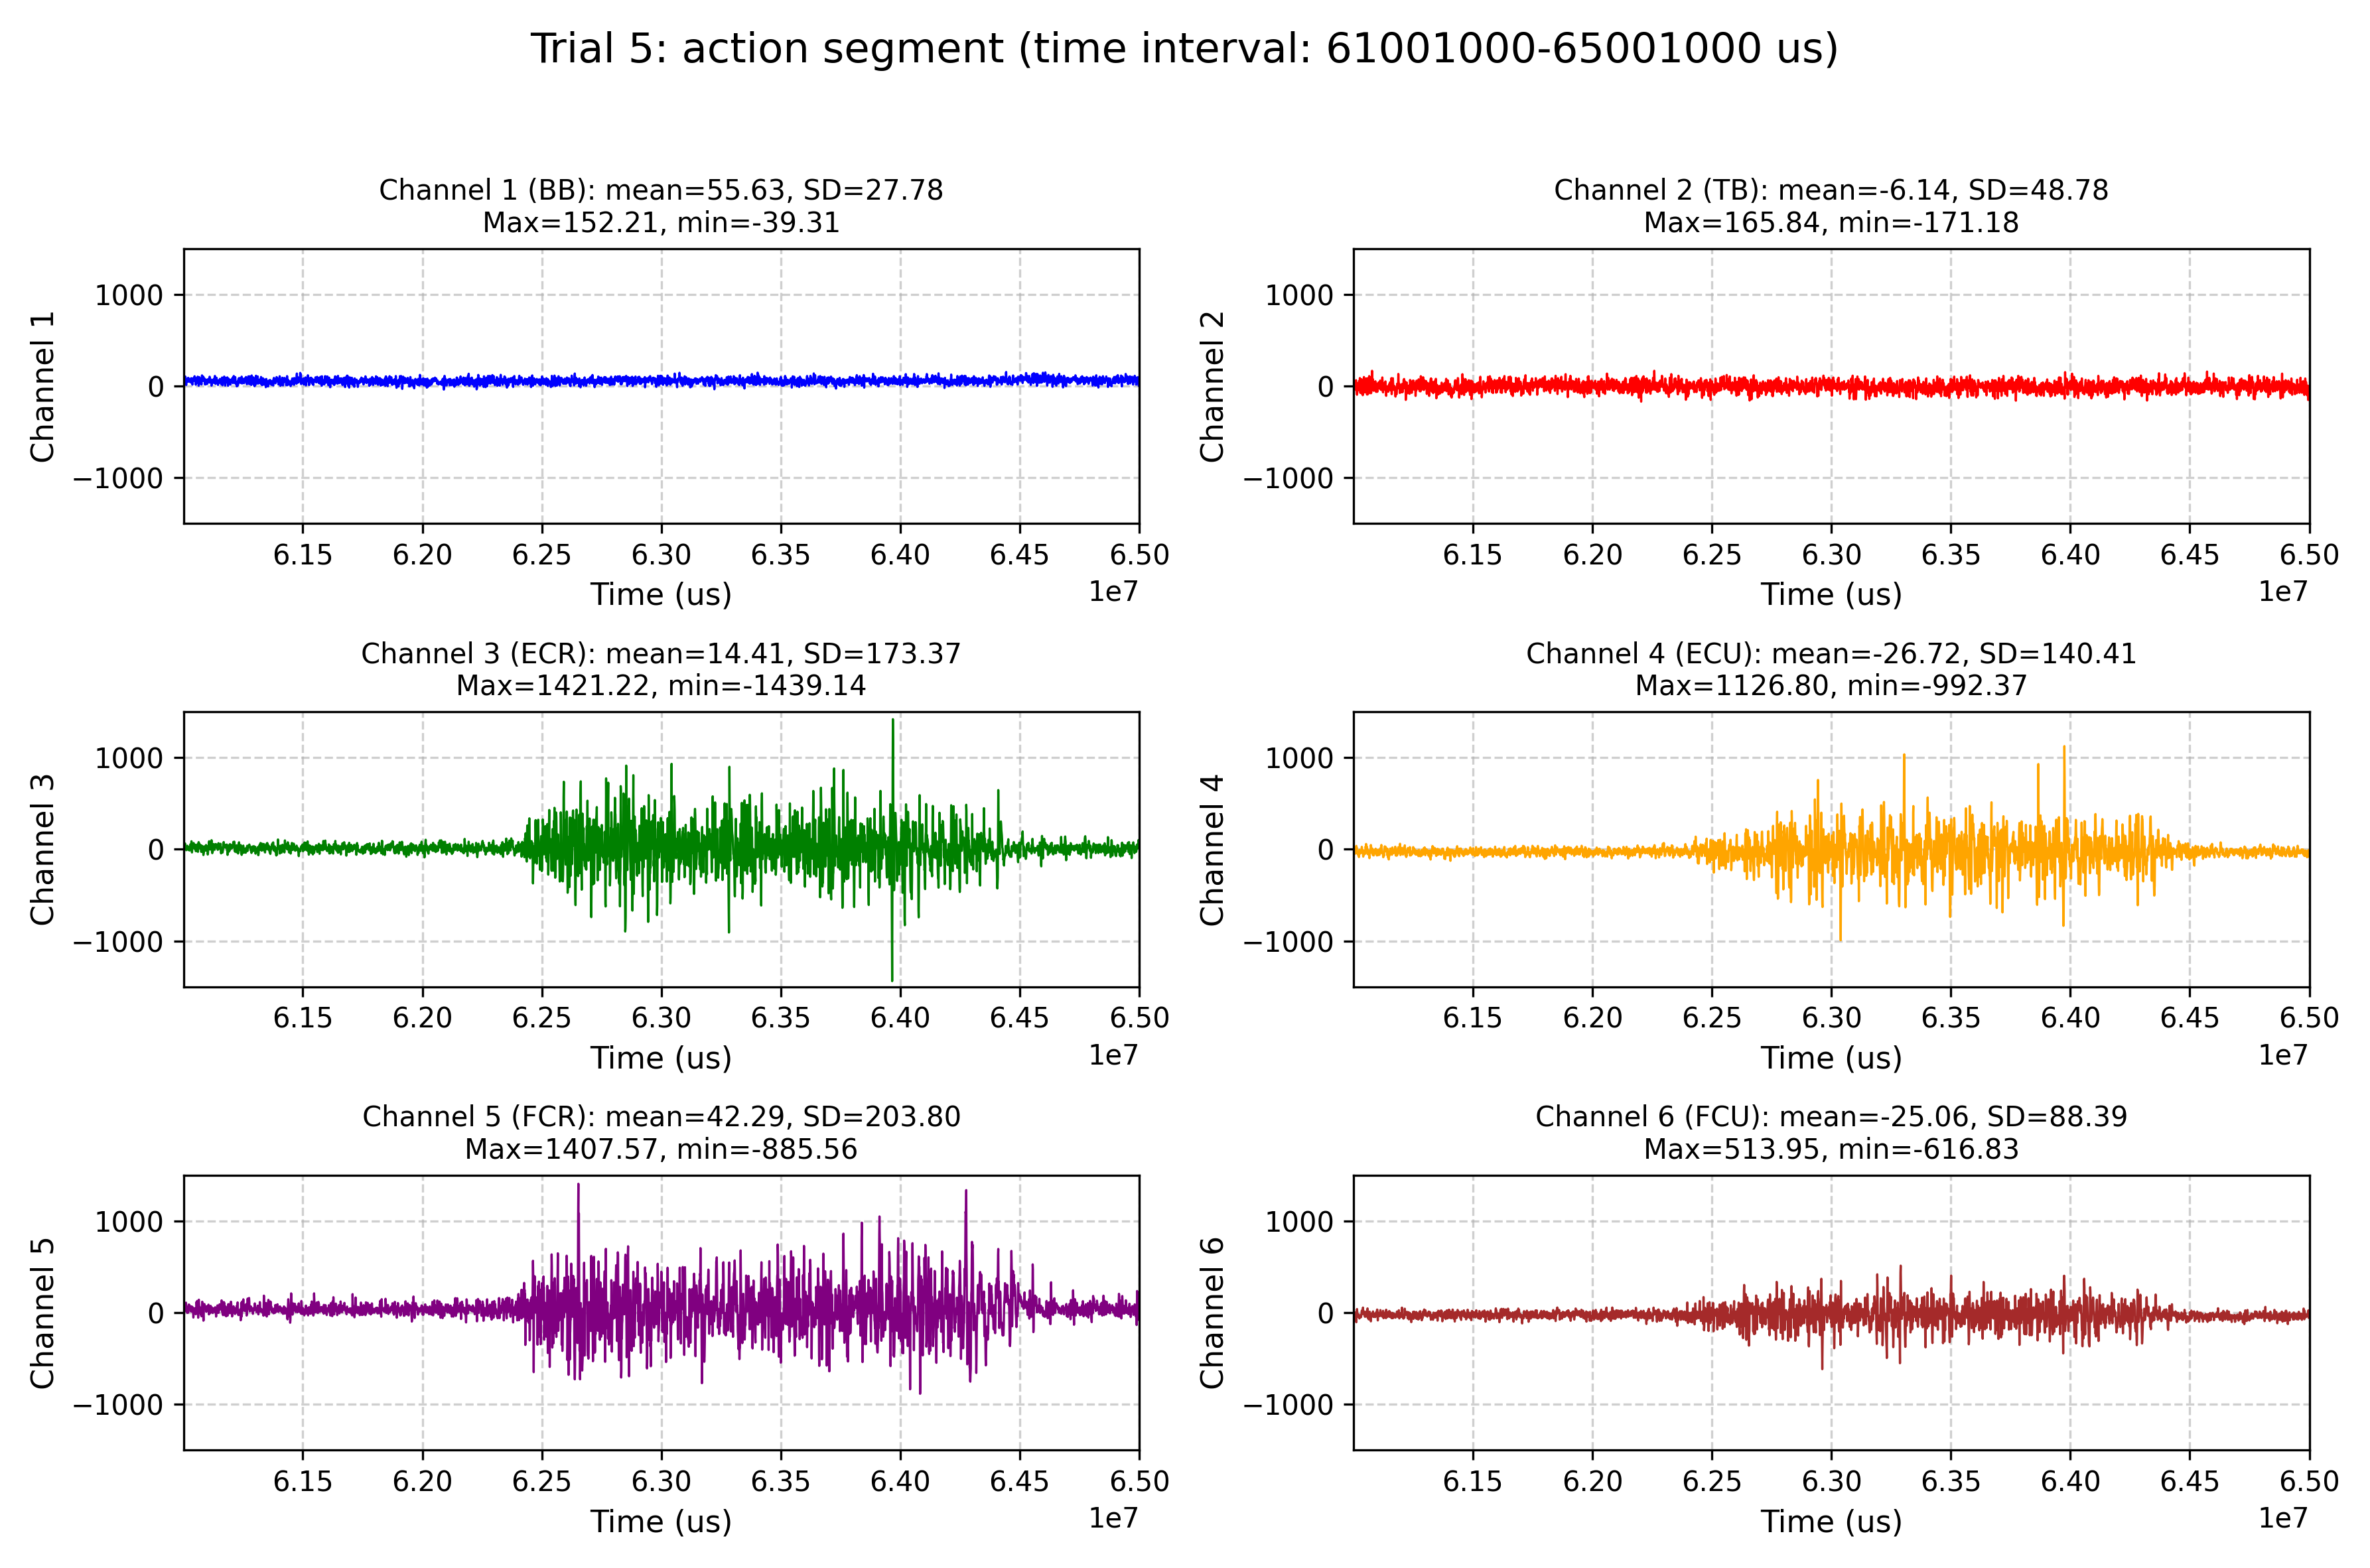 Trial 5: action segment (time interval: 61001000-65001000 us)
Channel 1 (BB): mean=55.63, SD=27.78
Max=152.21, min=-39.31
Channel 1
1000
0
−1000
6.15 6.20 6.25 6.30 6.35 6.40 6.45 6.50
1e7
Time (us)
Channel 2 (TB): mean=-6.14, SD=48.78
Max=165.84, min=-171.18
Channel 2
1000
0
−1000
6.15 6.20 6.25 6.30 6.35 6.40 6.45 6.50
1e7
Time (us)
Channel 3 (ECR): mean=14.41, SD=173.37
Max=1421.22, min=-1439.14
Channel 3
1000
0
−1000
6.15 6.20 6.25 6.30 6.35 6.40 6.45 6.50
1e7
Time (us)
Channel 4 (ECU): mean=-26.72, SD=140.41
Max=1126.80, min=-992.37
Channel 4
1000
0
−1000
6.15 6.20 6.25 6.30 6.35 6.40 6.45 6.50
1e7
Time (us)
Channel 5 (FCR): mean=42.29, SD=203.80
Max=1407.57, min=-885.56
Channel 5
1000
0
−1000
6.15 6.20 6.25 6.30 6.35 6.40 6.45 6.50
1e7
Time (us)
Channel 6 (FCU): mean=-25.06, SD=88.39
Max=513.95, min=-616.83
Channel 6
1000
0
−1000
6.15 6.20 6.25 6.30 6.35 6.40 6.45 6.50
1e7
Time (us)